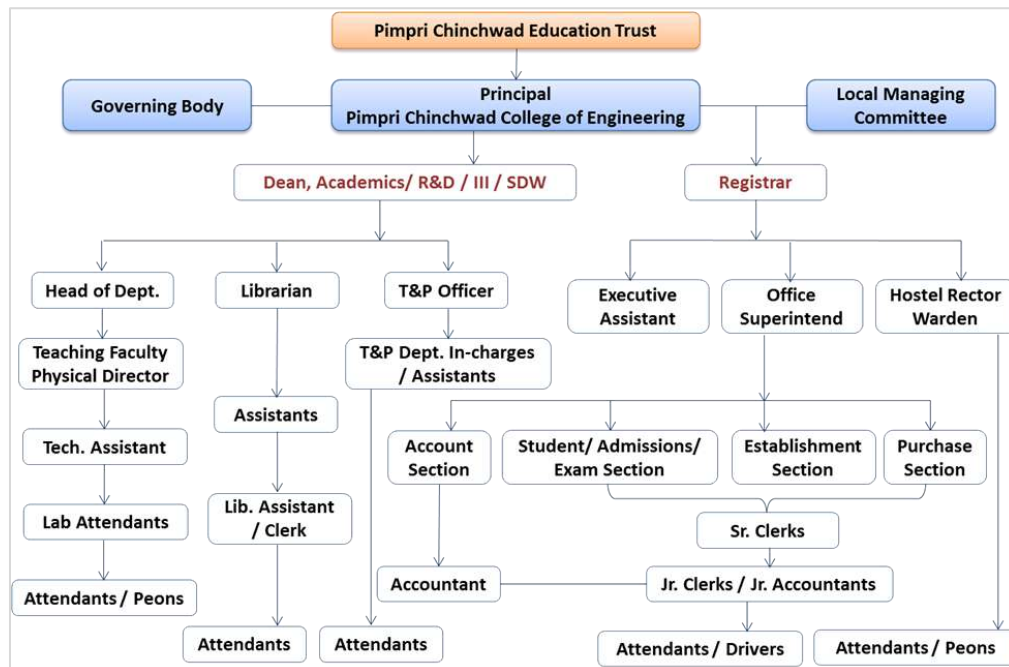 Pimpri Chinchwad Education Trust
Governing Body
Principal
Pimpri Chinchwad College of Engineering
Local Managing
Committee
Dean, Academics/ R&D / III / SDW
Registrar
Head of Dept.
Librarian
T&P Officer
Executive
Assistant
Office
Superintend
Hostel Rector
Warden
Teaching Faculty
Physical Director
T&P Dept. In-charges
/ Assistants
Assistants
Tech. Assistant
Account
Section
Student/ Admissions/
Exam Section
Establishment
Section
Purchase
Section
Lab Attendants
Lib. Assistant
/ Clerk
Sr. Clerks
Attendants / Peons
Accountant
Jr. Clerks / Jr. Accountants
Attendants
Attendants
Attendants / Drivers
Attendants / Peons